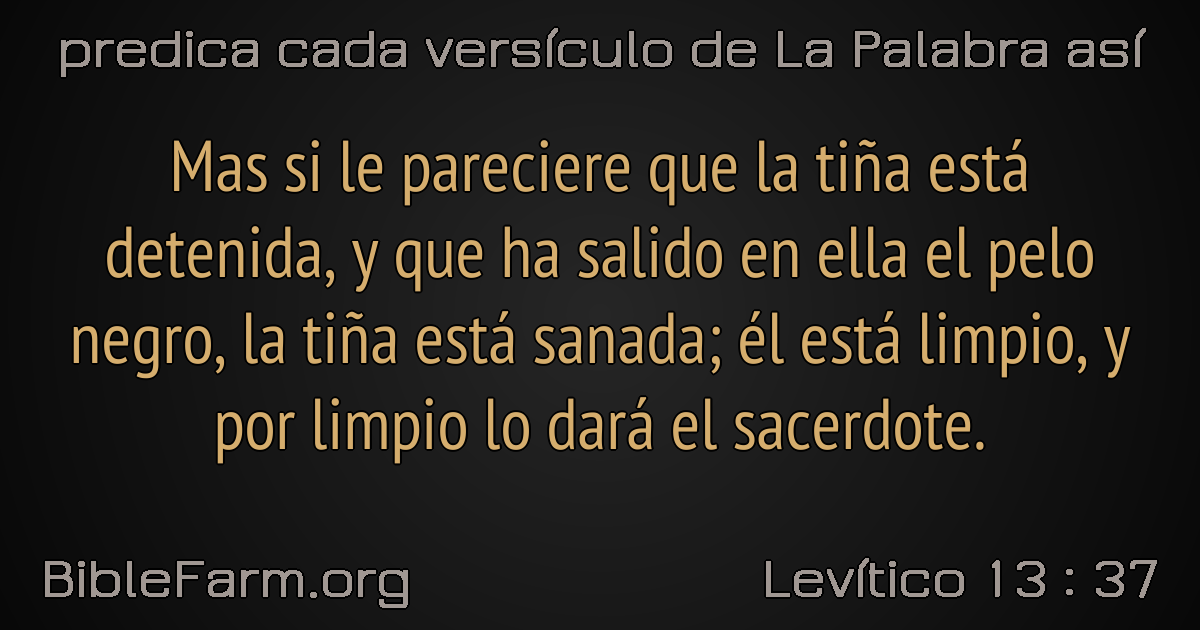 predica cada versículo de La Palabra así
Mas si le pareciere que la tiña está
detenida, y que ha salido en ella el pelo
negro, la tiña está sanada; él está limpio, y
por limpio lo dará el sacerdote.
BibleFarm.org
Levítico 13 : 37